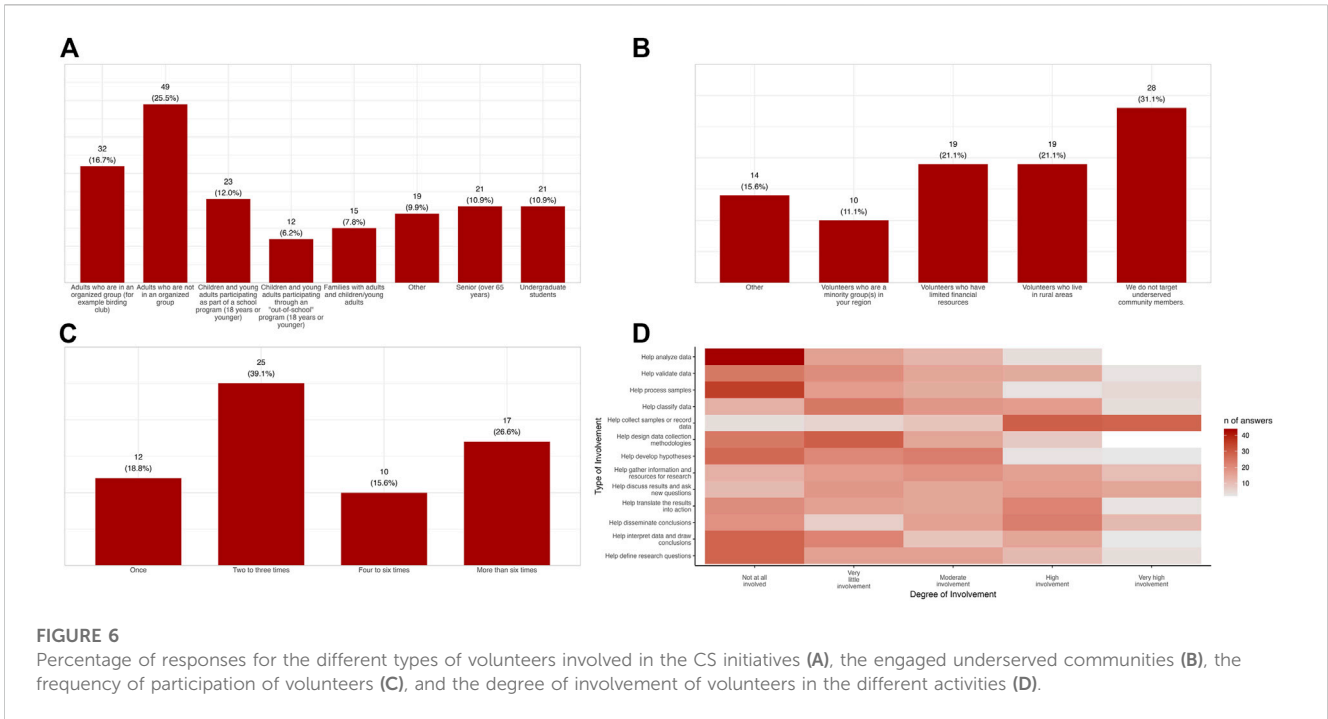 A
49
(25.5%)
32
(16.7%)
23
(12.0%)
12
(6.2%)
15
(7.8%)
19
(9.9%)
21
(10.9%)
21
(10.9%)
Adults who are in an
organized group (for
example birding
club)
Adults who are not
in an organized
group
Children and young
adults participating
as part of a school
program (18 years or
younger)
Children and young
adults participating
through an
"out-of-school"
program (18 years or
younger)
Families with adults
and children/young
adults
Other
Senior (over 65
years)
Undergraduate
students
B
14
(15.6%)
10
(11.1%)
19
(21.1%)
19
(21.1%)
28
(31.1%)
Other
Volunteers who are a
minority group(s) in
your region
Volunteers who have
limited financial
resources
Volunteers who live
in rural areas
We do not target
underserved
community members.
C
12
(18.8%)
25
(39.1%)
10
(15.6%)
17
(26.6%)
Once
Two to three times
Four to six times
More than six times
D
Type of Involvement
Help analyze data
Help validate data
Help process samples
Help classify data
Help collect samples or record
data
Help design data collection
methodologies
Help develop hypotheses
Help gather information and
resources for research
Help discuss results and ask
new questions
Help translate the results
into action
Help disseminate conclusions
Help interpret data and draw
conclusions
Help define research questions
Not at all
involved
Very
little
involvement
Moderate
involvement
High
involvement
Very high
involvement
Degree of Involvement
n of answers
40
30
20
10
FIGURE 6
Percentage of responses for the different types of volunteers involved in the CS initiatives (A), the engaged underserved communities (B), the
frequency of participation of volunteers (C), and the degree of involvement of volunteers in the different activities (D).